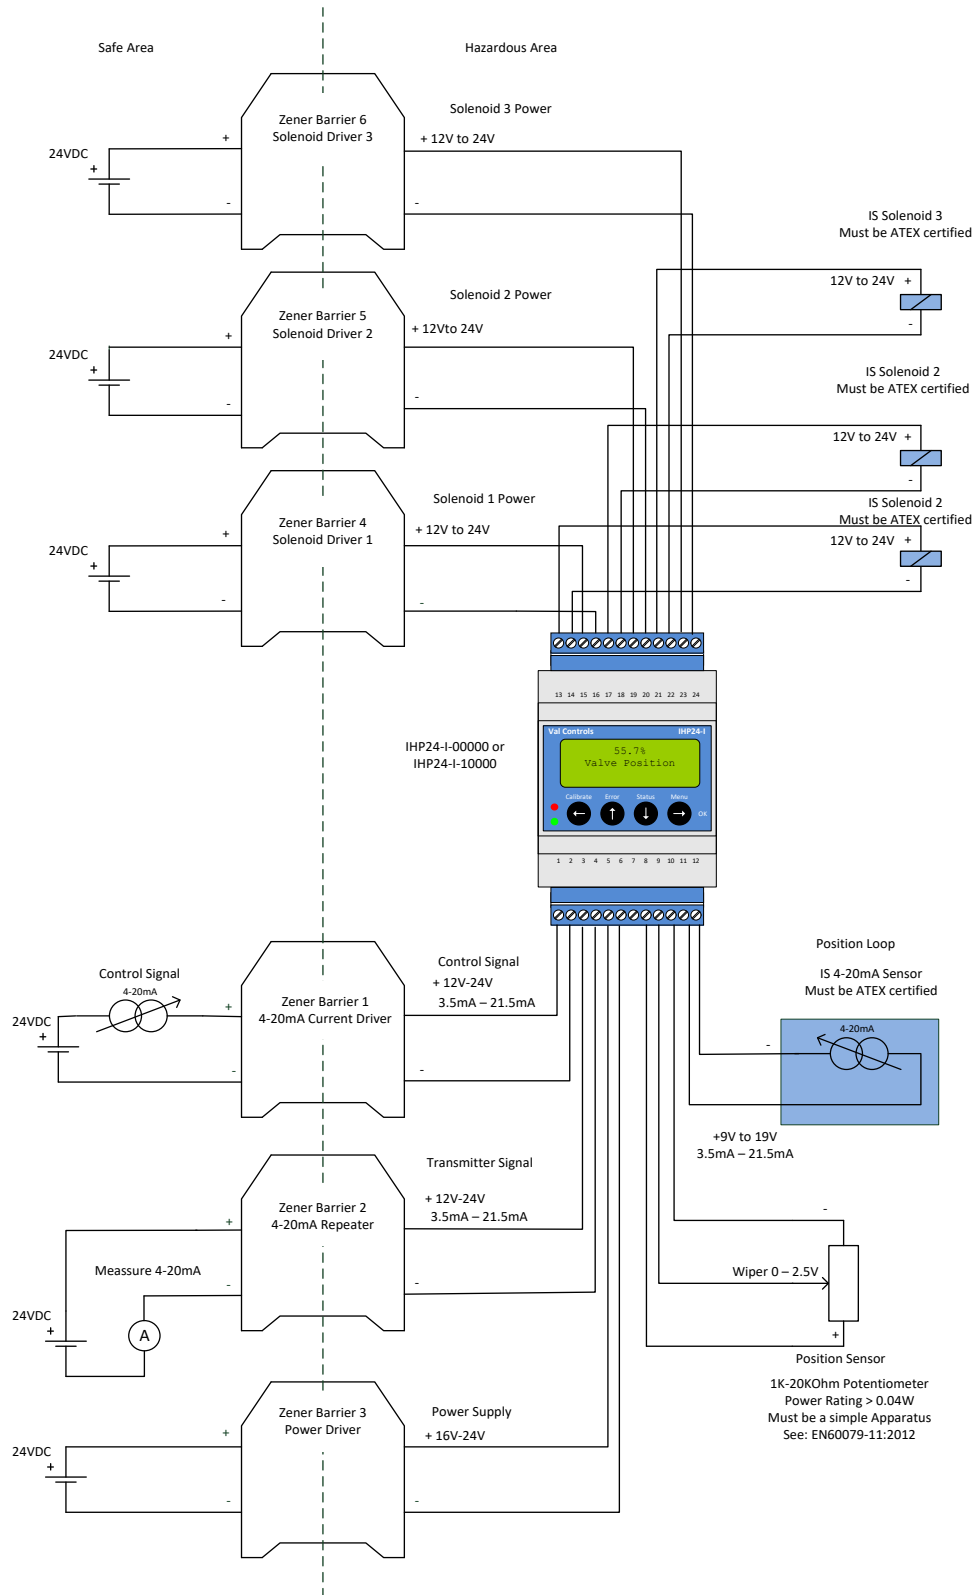 Safe Area
Hazardous Area
Zener Barrier 6
Solenoid Driver 3
Solenoid 3 Power
+
+ 12V to 24V
24VDC
+
-
-
IS Solenoid 3
Must be ATEX certified
12V to 24V +
-
Zener Barrier 5
Solenoid Driver 2
Solenoid 2 Power
+
+ 12Vto 24V
24VDC
+
-
-
IS Solenoid 2
Must be ATEX certified
12V to 24V +
-
Zener Barrier 4
Solenoid Driver 1
Solenoid 1 Power
+
+ 12V to 24V
24VDC
+
-
-
IS Solenoid 2
Must be ATEX certified
12V to 24V +
-
13 14 15 16 17 18 19 20 21 22 23 24
IHP24-I-00000 or
IHP24-I-10000
Val Controls IHP24-I
55.7%
Valve Position
Calibrate Error Status Menu
← ↑ ↓ → OK
1 2 3 4 5 6 7 8 9 10 11 12
Control Signal
4-20mA
24VDC
+
+
-
Zener Barrier 1
4-20mA Current Driver
Control Signal
+ 12V-24V
3.5mA – 21.5mA
-
Position Loop
IS 4-20mA Sensor
Must be ATEX certified
4-20mA
-
+9V to 19V
3.5mA – 21.5mA
Zener Barrier 2
4-20mA Repeater
Transmitter Signal
+ 12V-24V
3.5mA – 21.5mA
+
Meassure 4-20mA
-
-
24VDC
+
A
-
Wiper 0 – 2.5V
+
Position Sensor
1K-20KOhm Potentiometer
Power Rating > 0.04W
Must be a simple Apparatus
See: EN60079-11:2012
Zener Barrier 3
Power Driver
Power Supply
+ 16V-24V
+
24VDC
+
-
-